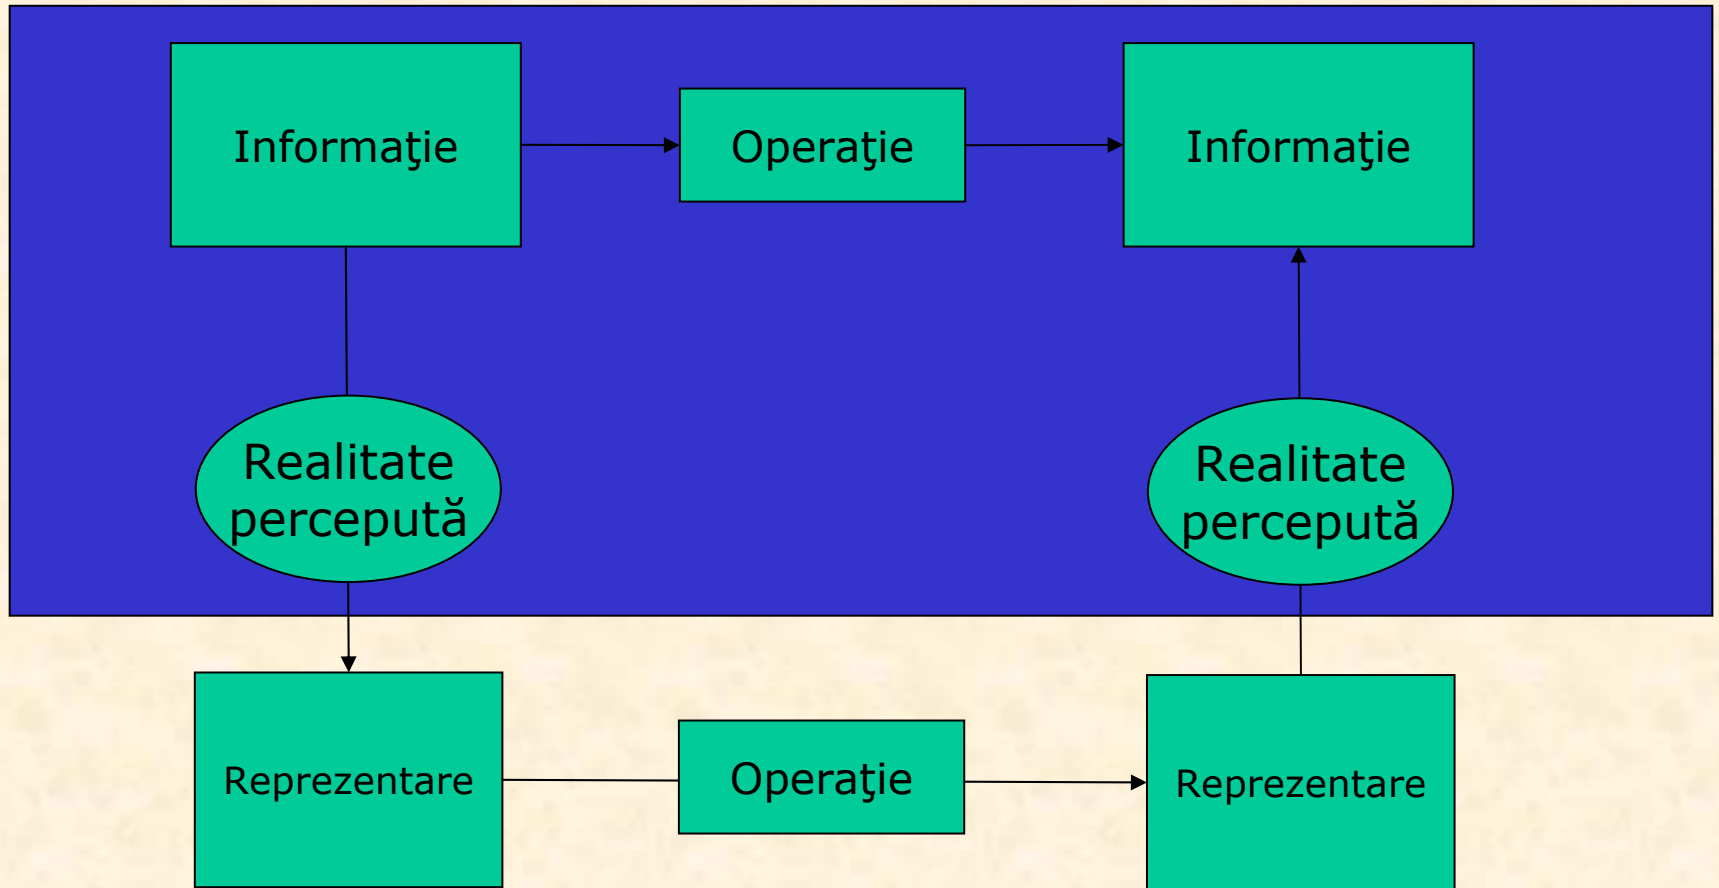 Informaţie
Operaţie
Informaţie
Realitate
percepută
Realitate
percepută
Reprezentare
Operaţie
Reprezentare